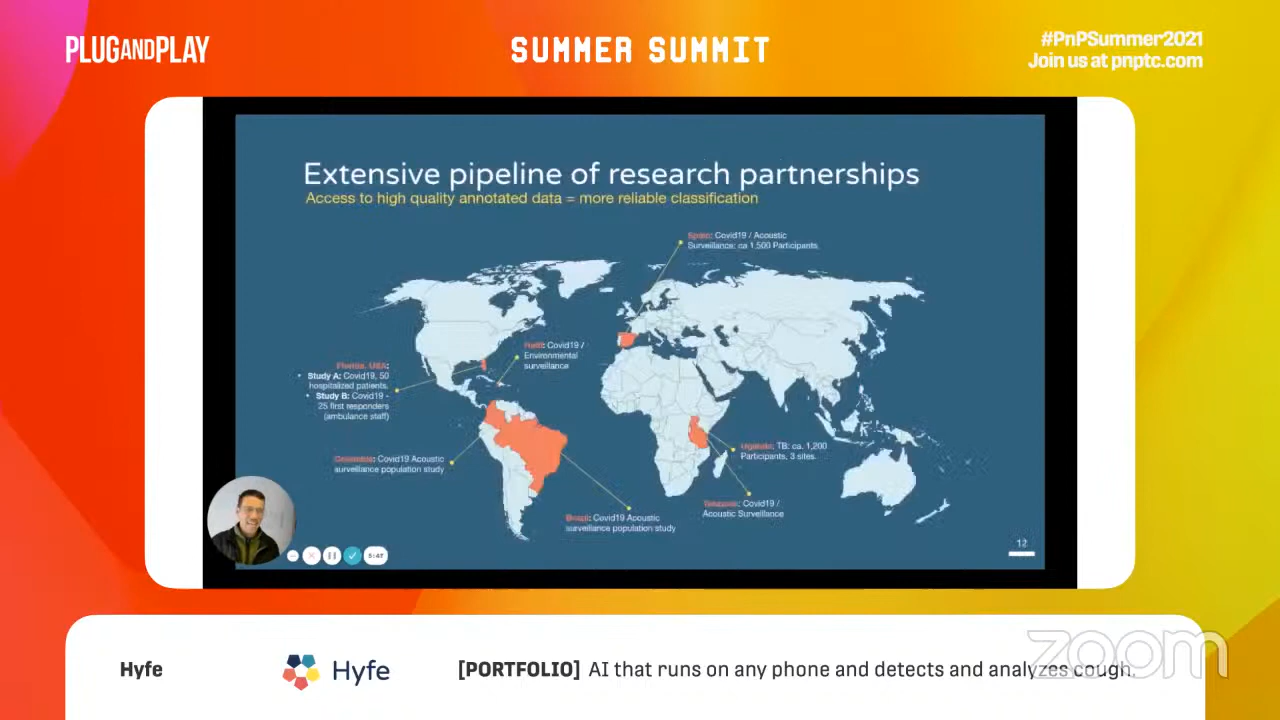 PLUGANDPLAY
SUMMER SUMMIT
#PnPSummer2021
Join us at pnptc.com
Extensive pipeline of research partnerships
Access to high quality annotated data = more reliable classification
Spain: Covid19 / Acoustic
Surveillance: ca 1,500 Participants.
Haiti: Covid19 /
Environmental
surveillance
Florida, USA:
• Study A: Covid19, 50
hospitalized patients.
• Study B: Covid19 -
25 first responders
(ambulance staff)
Colombia: Covid19 Acoustic
surveillance population study
Brazil: Covid19 Acoustic
surveillance population study
Uganda: TB: ca. 1,200
Participants, 3 sites.
Tanzania: Covid19 /
Acoustic Surveillance
5:47
12
Hyfe
Hyfe
[PORTFOLIO] AI that runs on any phone and detects and analyzes cough.
zoom